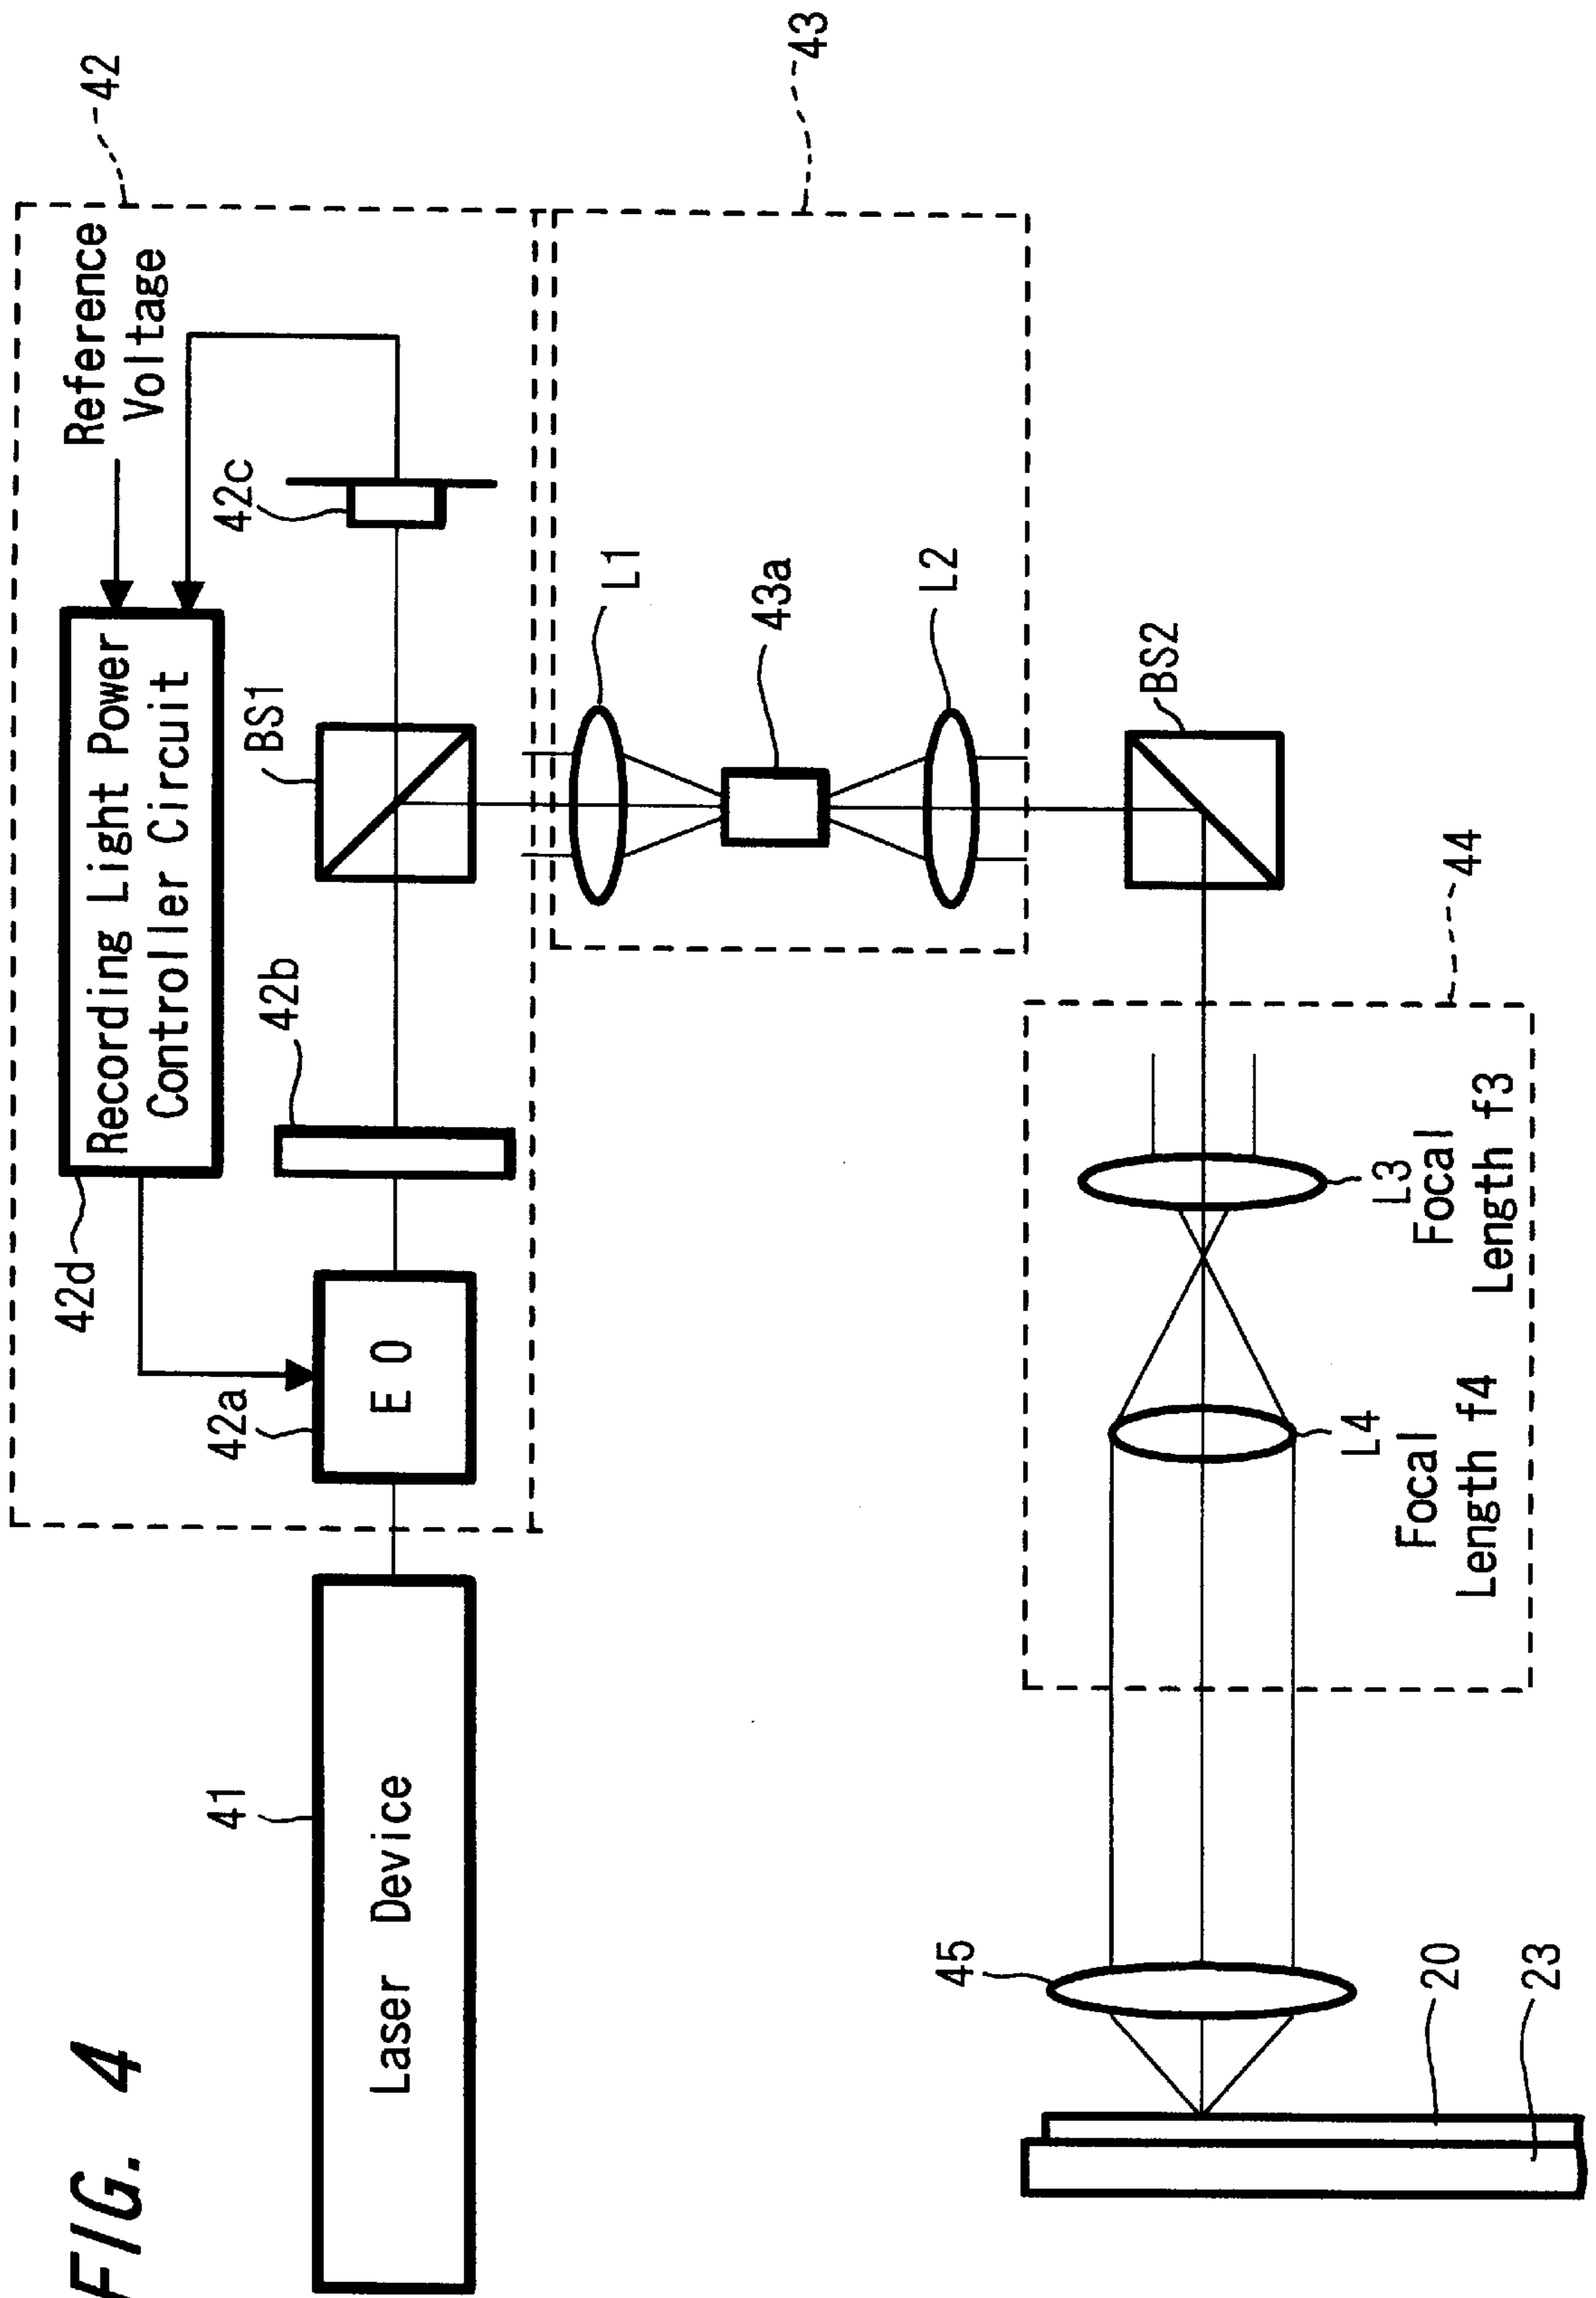 FIG. 4
42
Reference
Voltage
Recording Light Power
Controller Circuit
42d
42c
BS1
42b
42a
E O
41
Laser Device
43
L1
43a
L2
BS2
44
L3
Focal
Length f3
L4
Focal
Length f4
45
20
23